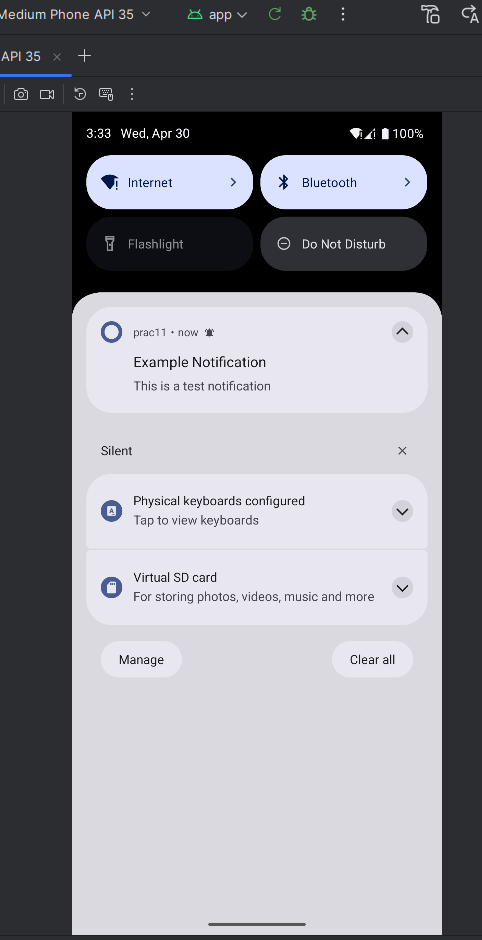 Medium Phone API 35
app
API 35
3:33 Wed, Apr 30
100%
Internet
Bluetooth
Flashlight
Do Not Disturb
prac11 • now
Example Notification
This is a test notification
Silent
Physical keyboards configured
Tap to view keyboards
Virtual SD card
For storing photos, videos, music and more
Manage
Clear all